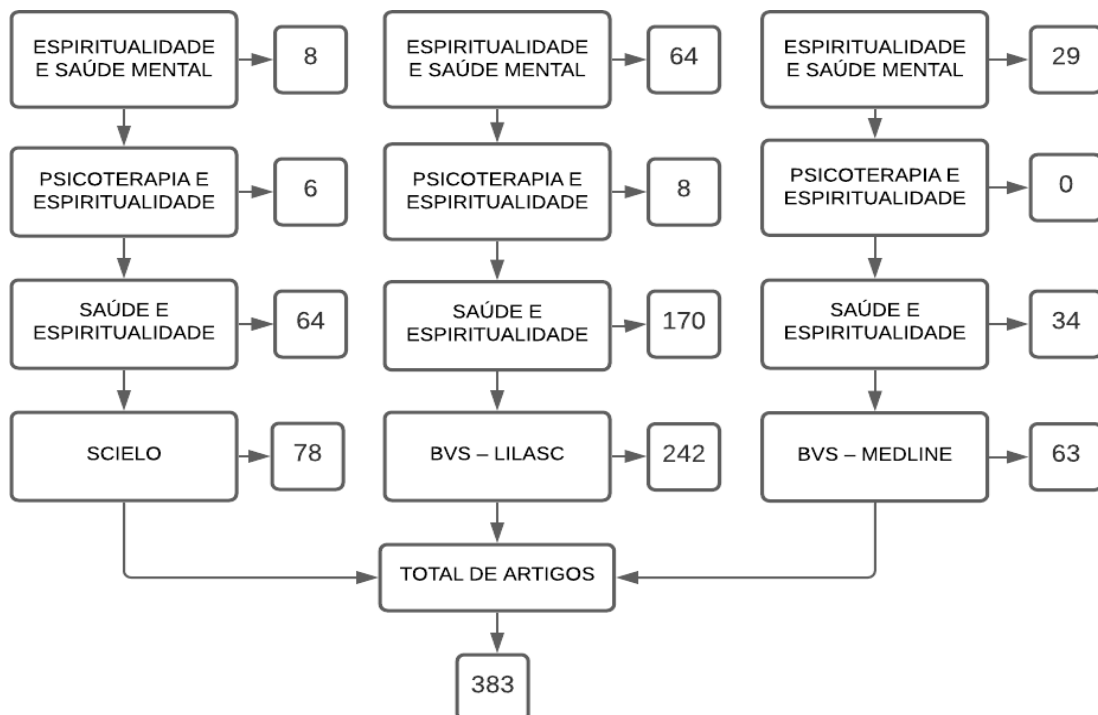 ESPIRITUALIDADE
E SAÚDE MENTAL
8
ESPIRITUALIDADE
E SAÚDE MENTAL
64
ESPIRITUALIDADE
E SAÚDE MENTAL
29
PSICOTERAPIA E
ESPIRITUALIDADE
6
PSICOTERAPIA E
ESPIRITUALIDADE
8
PSICOTERAPIA E
ESPIRITUALIDADE
0
SAÚDE E
ESPIRITUALIDADE
64
SAÚDE E
ESPIRITUALIDADE
170
SAÚDE E
ESPIRITUALIDADE
34
SCIELO
78
BVS – LILASC
242
BVS – MEDLINE
63
TOTAL DE ARTIGOS
383